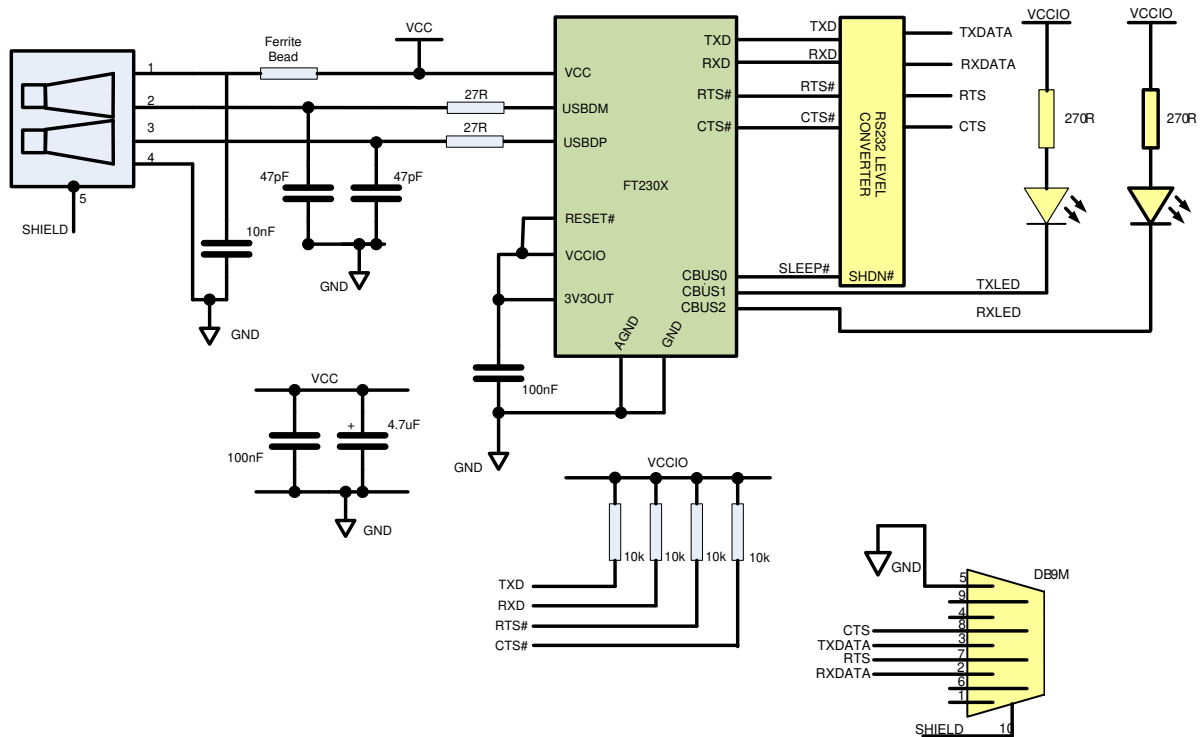 VCCIO
VCCIO
VCC
Ferrite
Bead
1
VCC
TXD
TXD
TXDATA
RXD
RXD
RXDATA
2
27R
USBDM
RTS#
RTS#
RTS
270R
270R
3
27R
USBDP
CTS#
CTS#
CTS
4
RS232 LEVEL
CONVERTER
47pF
47pF
FT230X
5
SHIELD
10nF
RESET#
VCCIO
GND
3V3OUT
CBUS0
SLEEP#
SHDN#
CBUS1
TXLED
CBUS2
RXLED
GND
AGND
GND
100nF
VCC
100nF
+
4.7uF
GND
GND
VCCIO
10k
10k
10k
10k
TXD
RXD
RTS#
CTS#
GND
DB9M
5
9
4
CTS
8
TXDATA
3
RTS
7
RXDATA
2
6
1
SHIELD
10